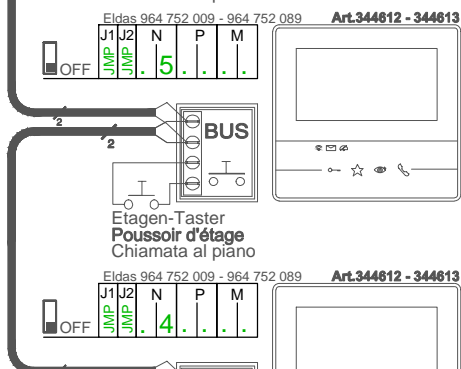 Eldas 964 752 009 - 964 752 089 Art.344612 - 344613
J1 J2 N P M
OFF JMP JMP . 5 . . . .
2
2
BUS
Etagen-Taster
Poussoir d'étage
Chiamata al piano
Eldas 964 752 009 - 964 752 089 Art.344612 - 344613
J1 J2 N P M
OFF JMP JMP . 4 . . . .